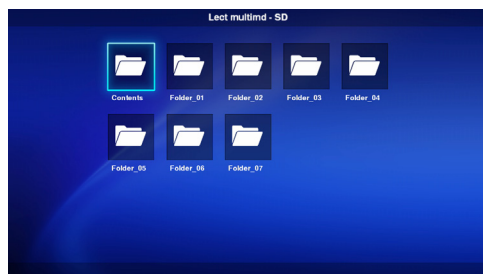 Lect multimd - SD
Contents Folder_01 Folder_02 Folder_03 Folder_04
Folder_05 Folder_06 Folder_07